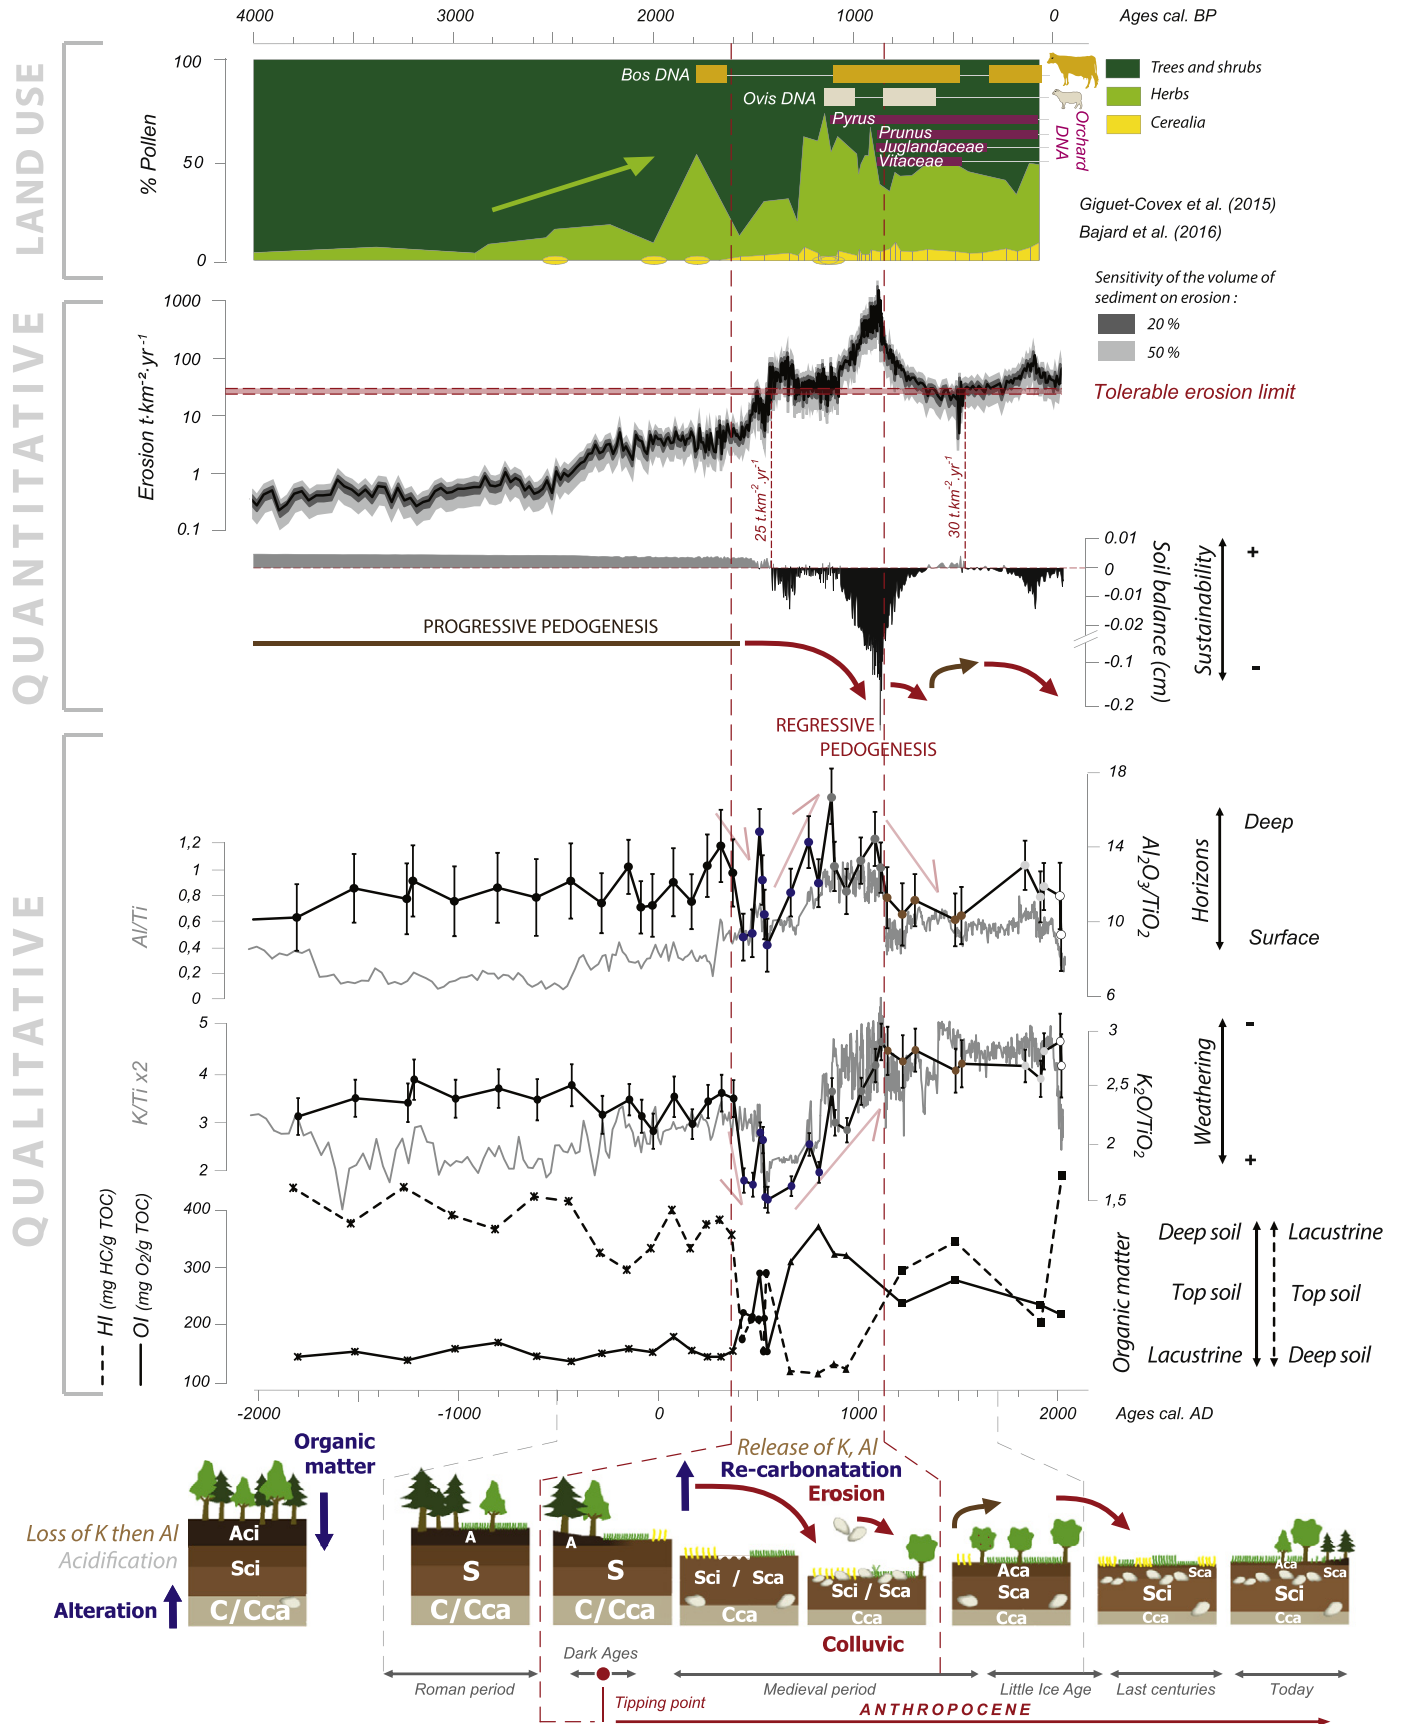 4000 3000 2000 1000 0 Ages cal. BP
LAND USE
% Pollen
100
50
0
Bos DNA
Ovis DNA
Pyrus
Prunus
Juglandaceae
Vitaceae
Orchard
DNA
Trees and shrubs
Herbs
Cerealia
Giguet-Covex et al. (2015)
Bajard et al. (2016)
Sensitivity of the volume of
sediment on erosion :
20 %
50 %
Tolerable erosion limit
QUANTITATIVE
Erosion t·km⁻²·yr⁻¹
1000
100
10
1
0.1
25 t.km⁻².yr⁻¹
30 t.km⁻².yr⁻¹
0.01
0
-0.01
-0.02
-0.1
-0.2
Soil balance (cm)
Sustainability
+
-
PROGRESSIVE PEDOGENESIS
REGRESSIVE
PEDOGENESIS
QUALITATIVE
Al/Ti
1,2
1
0,8
0,6
0,4
0,2
0
18
14
10
6
Al₂O₃/TiO₂
Horizons
Deep
Surface
K/Ti x2
5
4
3
2
3
2,5
2
1,5
K₂O/TiO₂
Weathering
-
+
HI (mg HC/g TOC)
OI (mg O₂/g TOC)
400
300
200
100
Organic matter
Deep soil Lacustrine
Top soil Top soil
Lacustrine Deep soil
-2000 -1000 0 1000 2000 Ages cal. AD
Organic
matter
Loss of K then Al
Acidification
Alteration
Release of K, Al
Re-carbonatation
Erosion
Aci
Sci
C/Cca
A
S
C/Cca
A
S
C/Cca
Sci / Sca
Cca
Sci / Sca
Cca
Colluvic
Aca
Sca
Cca
Sca
Sci
Cca
Aca
Sca
Sci
Cca
Dark Ages
Roman period
Medieval period
Little Ice Age
Last centuries
Today
Tipping point
ANTHROPOCENE